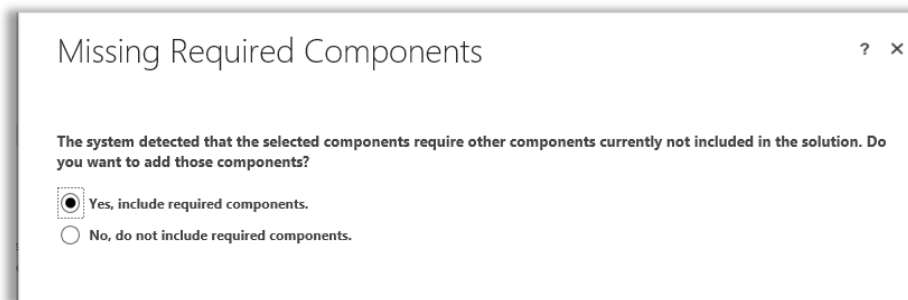 Missing Required Components
? ×
The system detected that the selected components require other components currently not included in the solution. Do
you want to add those components?
Yes, include required components.
No, do not include required components.